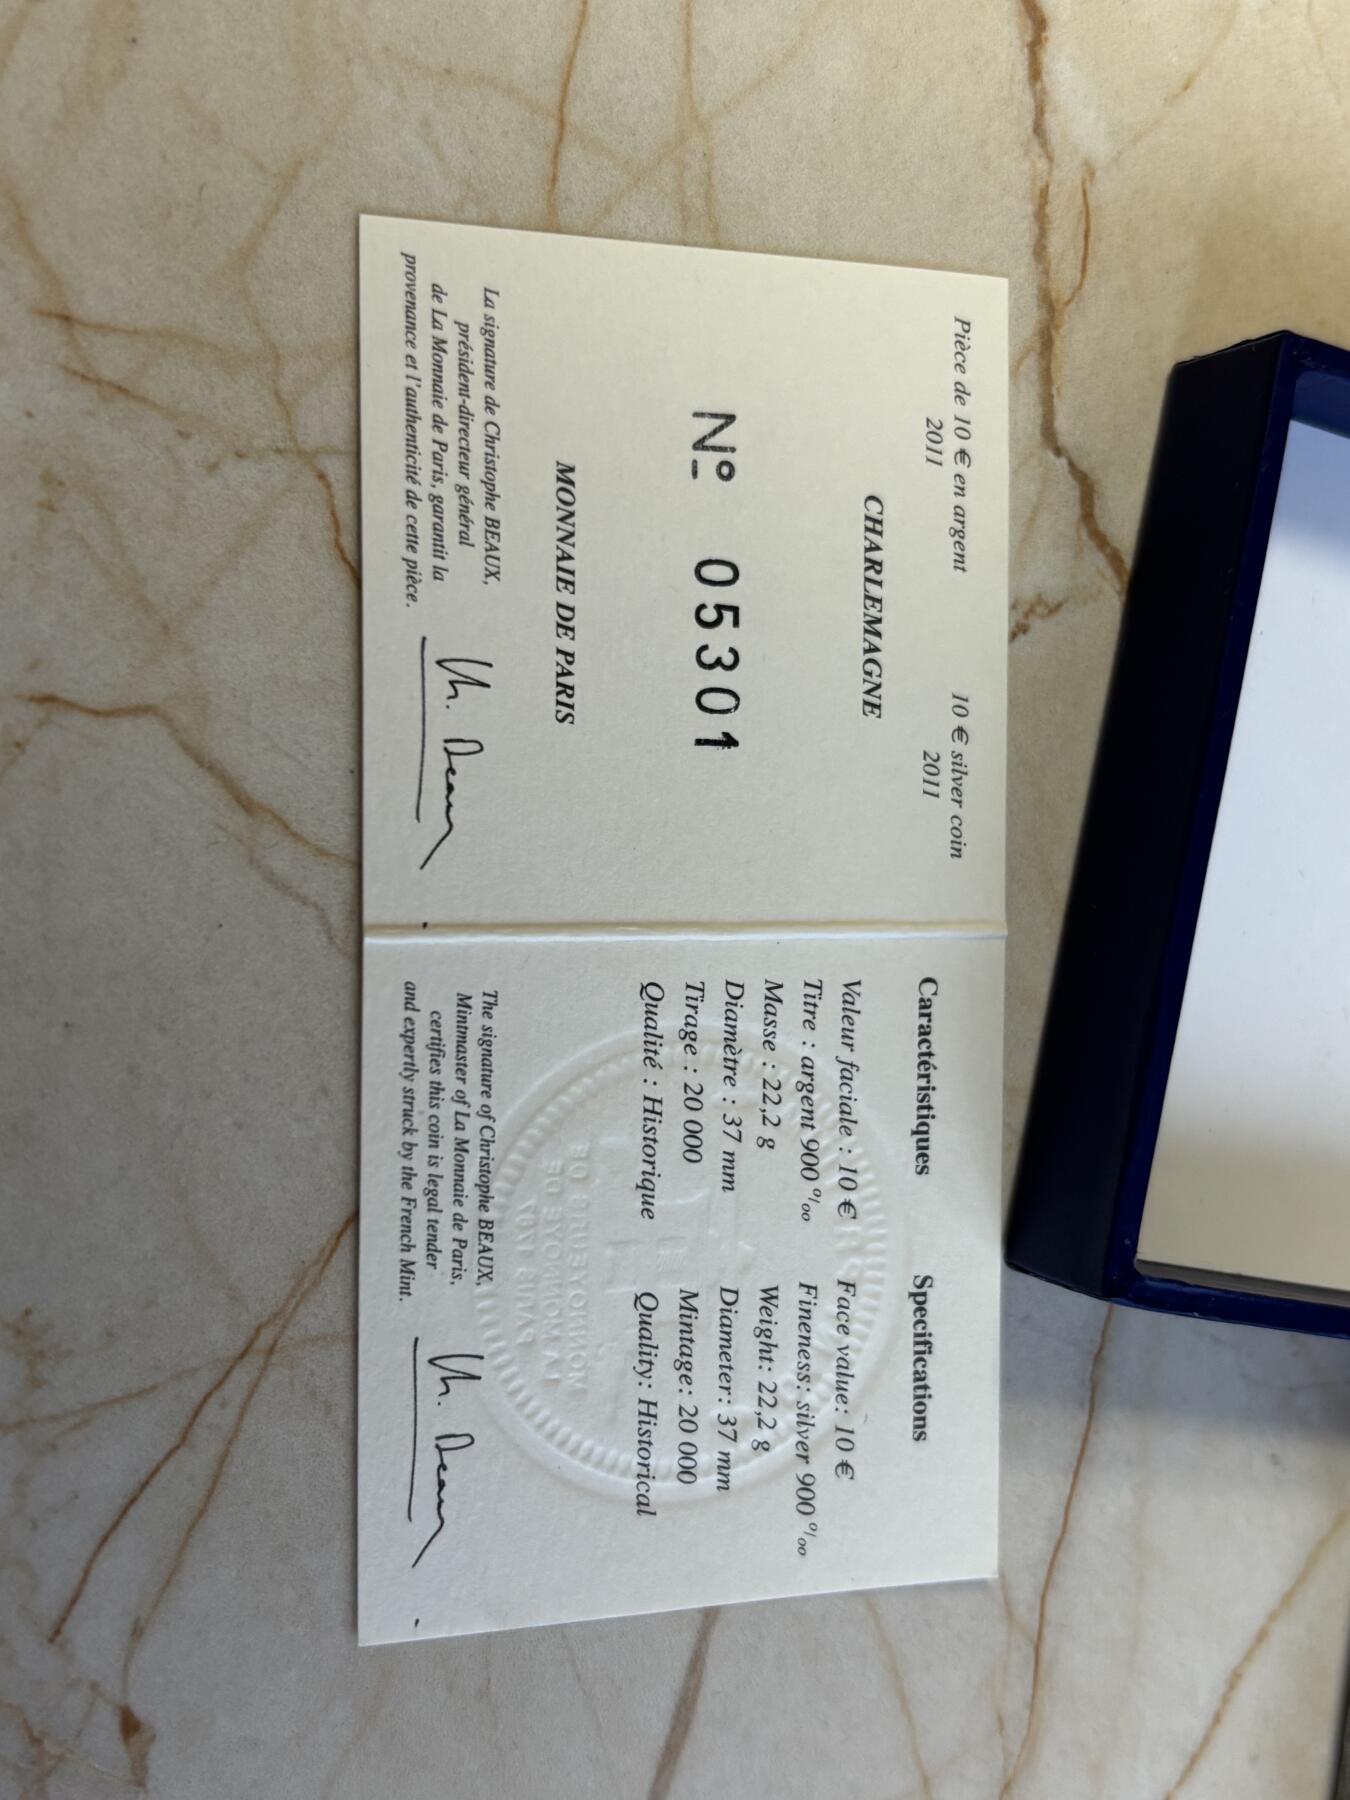 Pièce de 10 € en argent
2011
10 € silver coin
2011
CHARLEMAGNE
Nº 05301
MONNAIE DE PARIS
La signature de Christophe BEAUX,
président-directeur général
de La Monnaie de Paris, garantit la
provenance et l'authenticité de cette pièce.
Ch. Beaux
Caractéristiques
Valeur faciale : 10 €
Titre : argent 900 ‰
Masse : 22,2 g
Diamètre : 37 mm
Tirage : 20 000
Qualité : Historique
Specifications
Face value: 10 €
Fineness: silver 900 ‰
Weight: 22,2 g
Diameter: 37 mm
Mintage: 20 000
Quality: Historical
The signature of Christophe BEAUX,
Mintmaster of La Monnaie de Paris,
certifies this coin is legal tender
and expertly struck by the French Mint.
Ch. Beaux